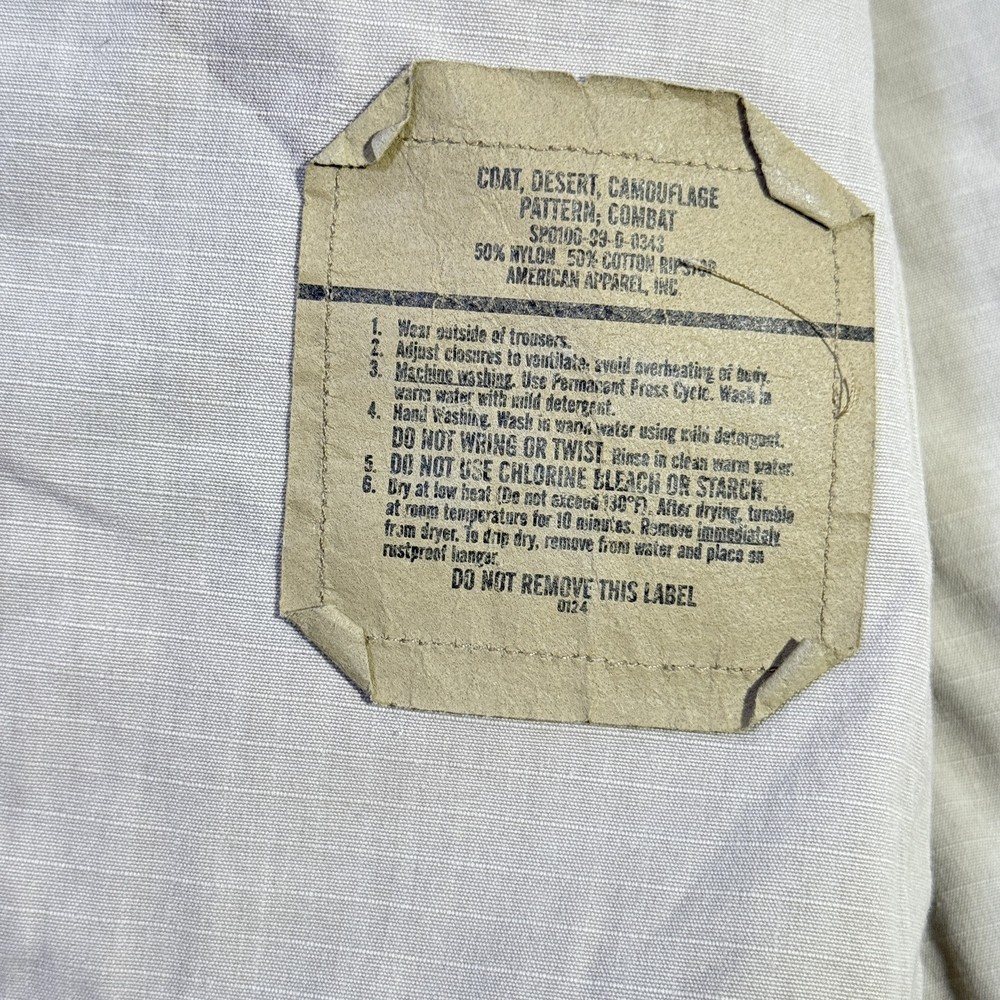 COAT, DESERT, CAMOUFLAGE
PATTERN; COMBAT
SP0100-99-D-0343
50% NYLON 50% COTTON RIPSTOP
AMERICAN APPAREL, INC.
1. Wear outside of trousers.
2. Adjust closures to ventilate; avoid overheating of body.
3. Machine washing. Use Permanent Press Cycle. Wash in
warm water with mild detergent.
4. Hand Washing. Wash in warm water using mild detergent.
DO NOT WRING OR TWIST. Rinse in clean warm water.
5. DO NOT USE CHLORINE BLEACH OR STARCH.
6. Dry at low heat (Do not exceed 130°F). After drying, tumble
at room temperature for 10 minutes. Remove immediately
from dryer. To drip dry, remove from water and place on
rustproof hanger.
DO NOT REMOVE THIS LABEL
0124